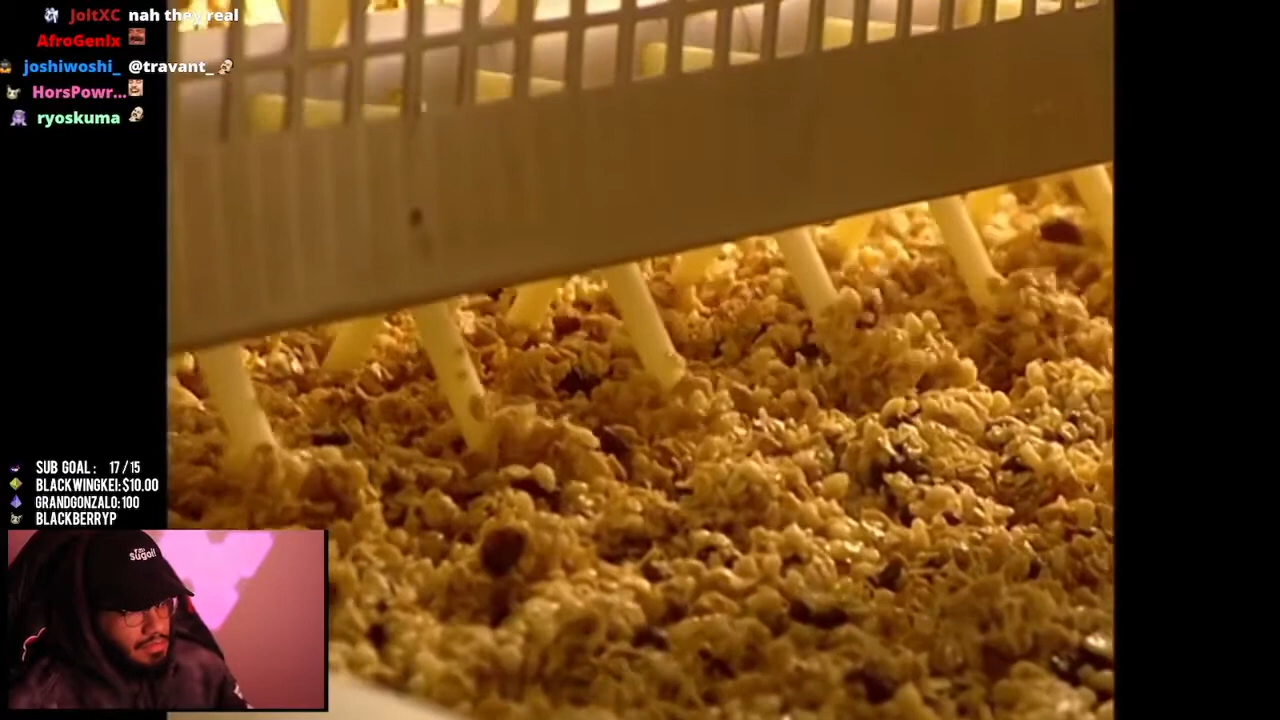 JoltXC nah they real
AfroGenIx
joshiwoshi_ @travant_
HorsPowr...
ryoskuma
SUB GOAL: 17/15
BLACKWINGKEI:$10.00
GRANDGONZALO:100
BLACKBERRYP
sugoi!